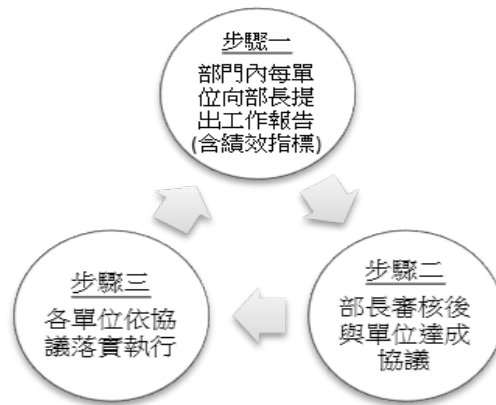 步驟一
部門內每單
位向部長提
出工作報告
(含績效指標)
步驟二
部長審核後
與單位達成
協議
步驟三
各單位依協
議落實執行